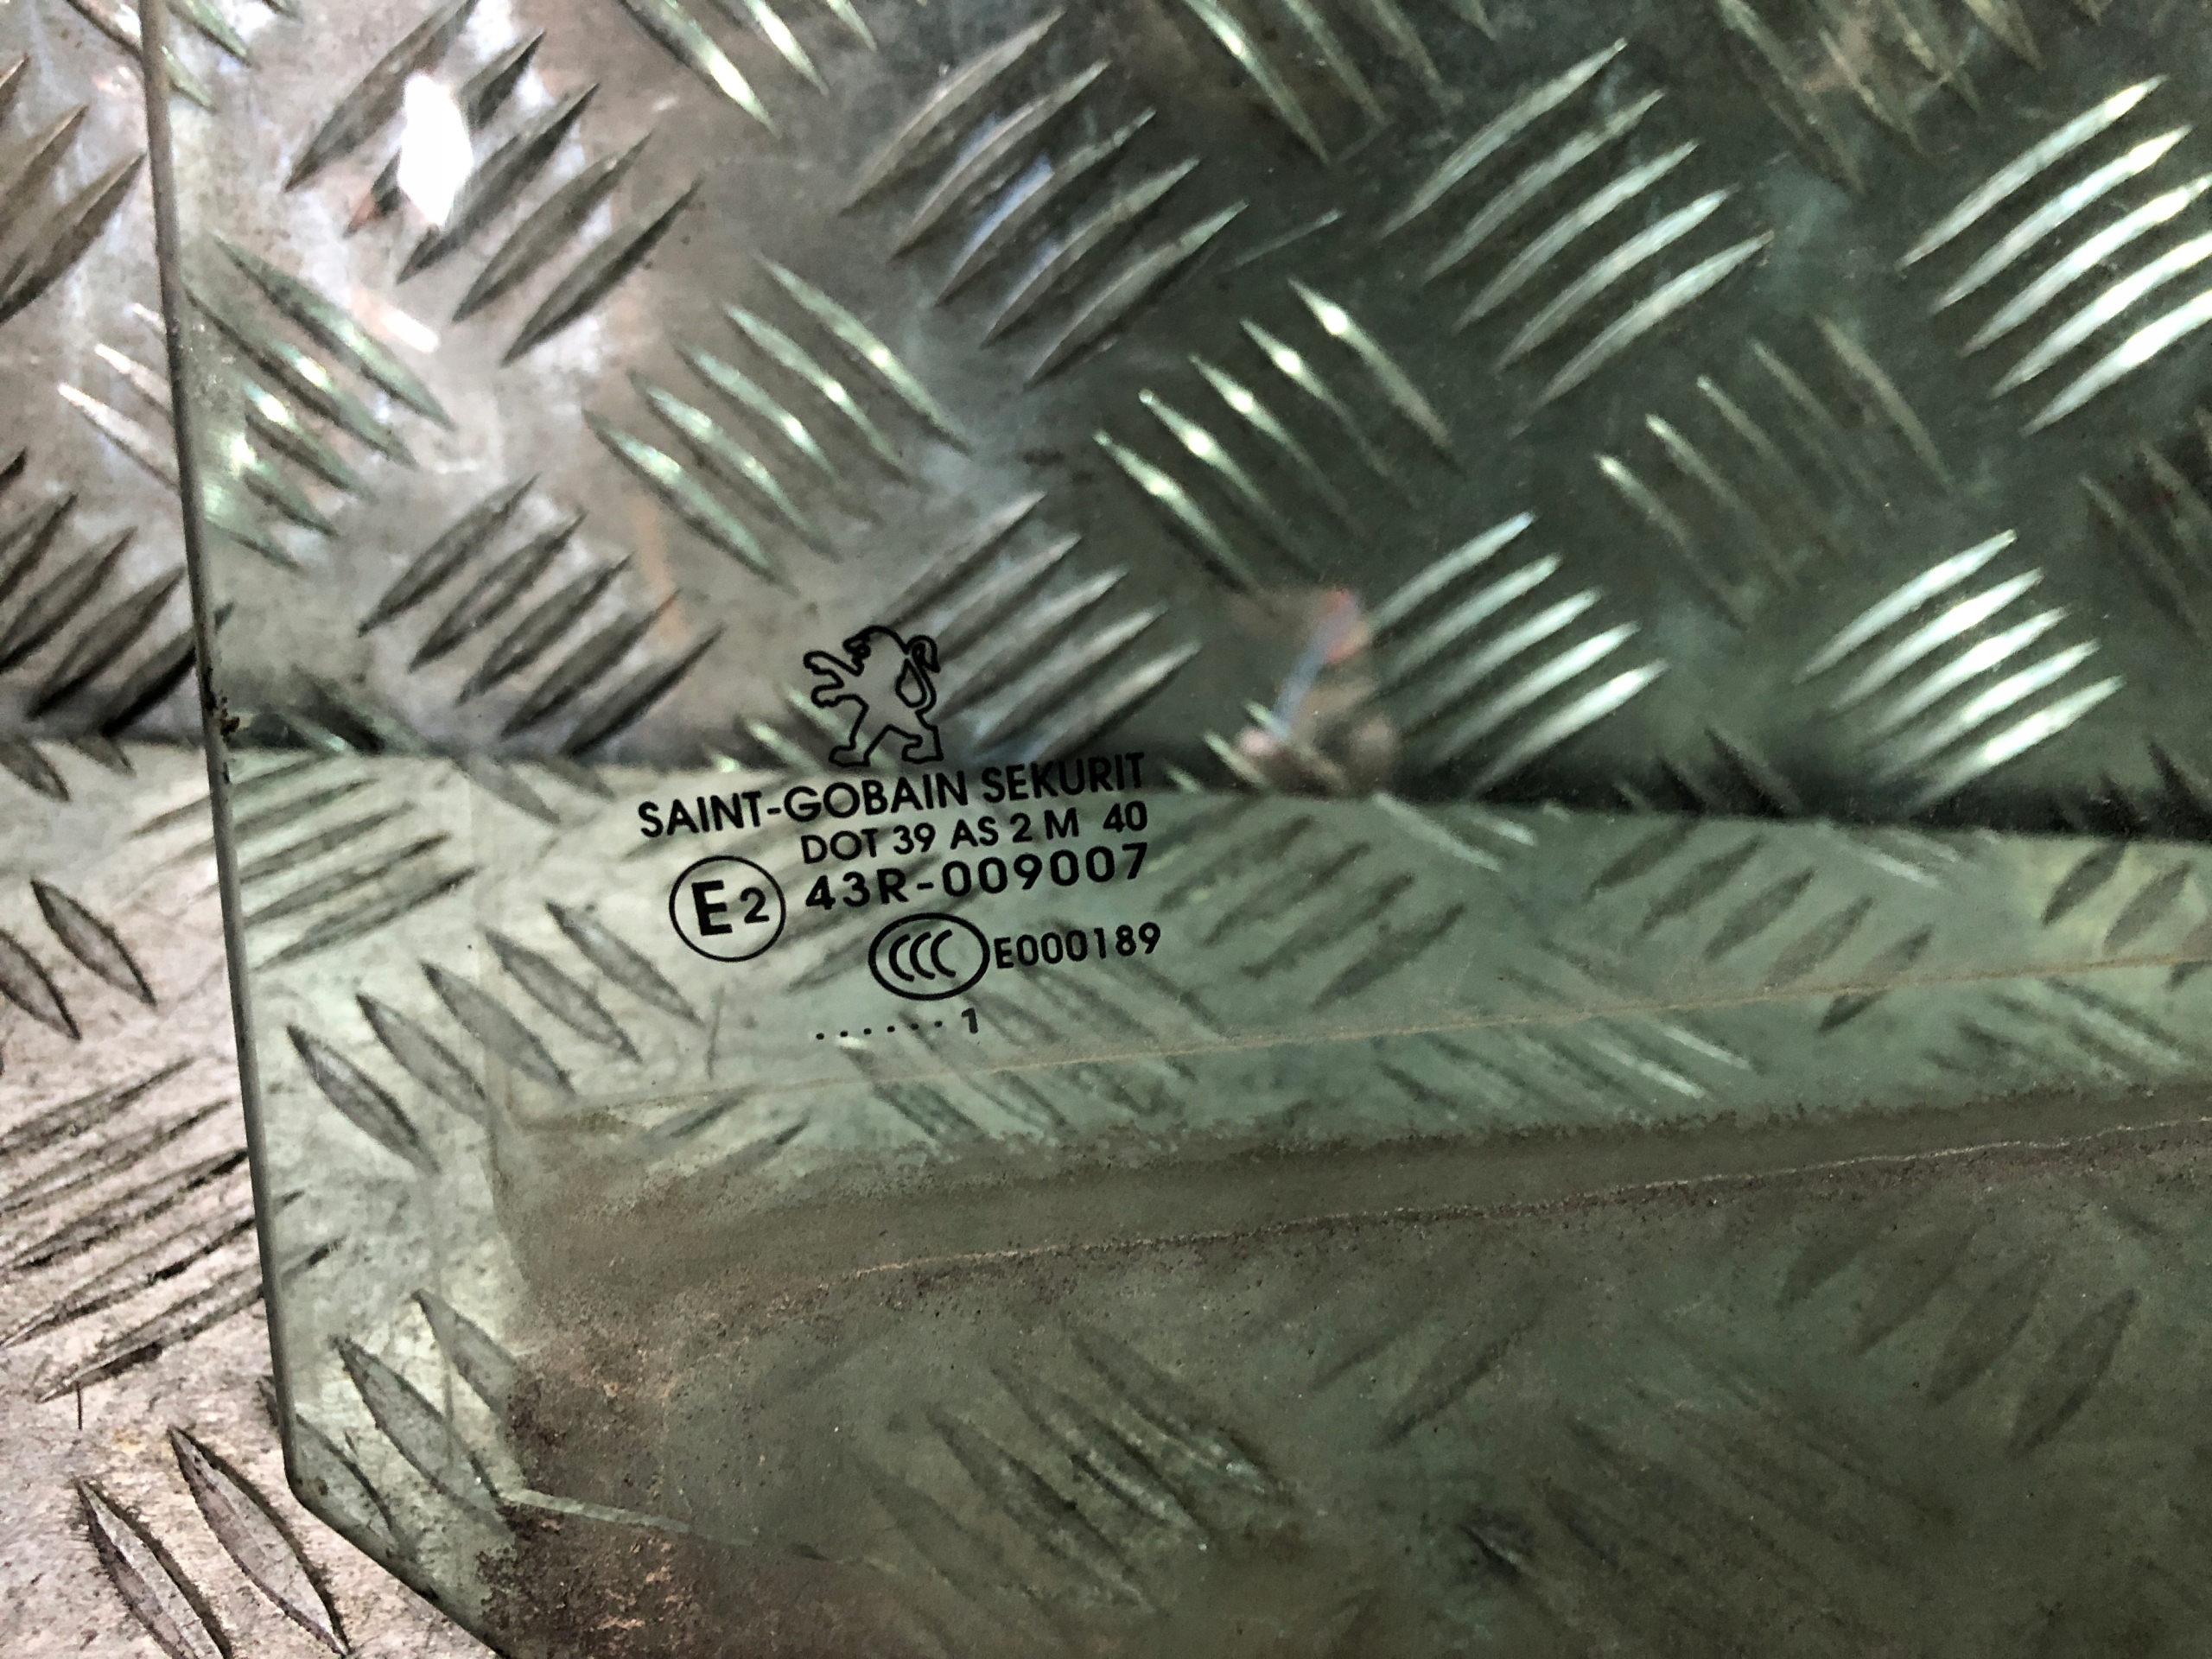 SAINT-GOBAIN SEKURIT
DOT 39 AS 2 M 40
E2 43R-009007
CCC E000189
...... 1